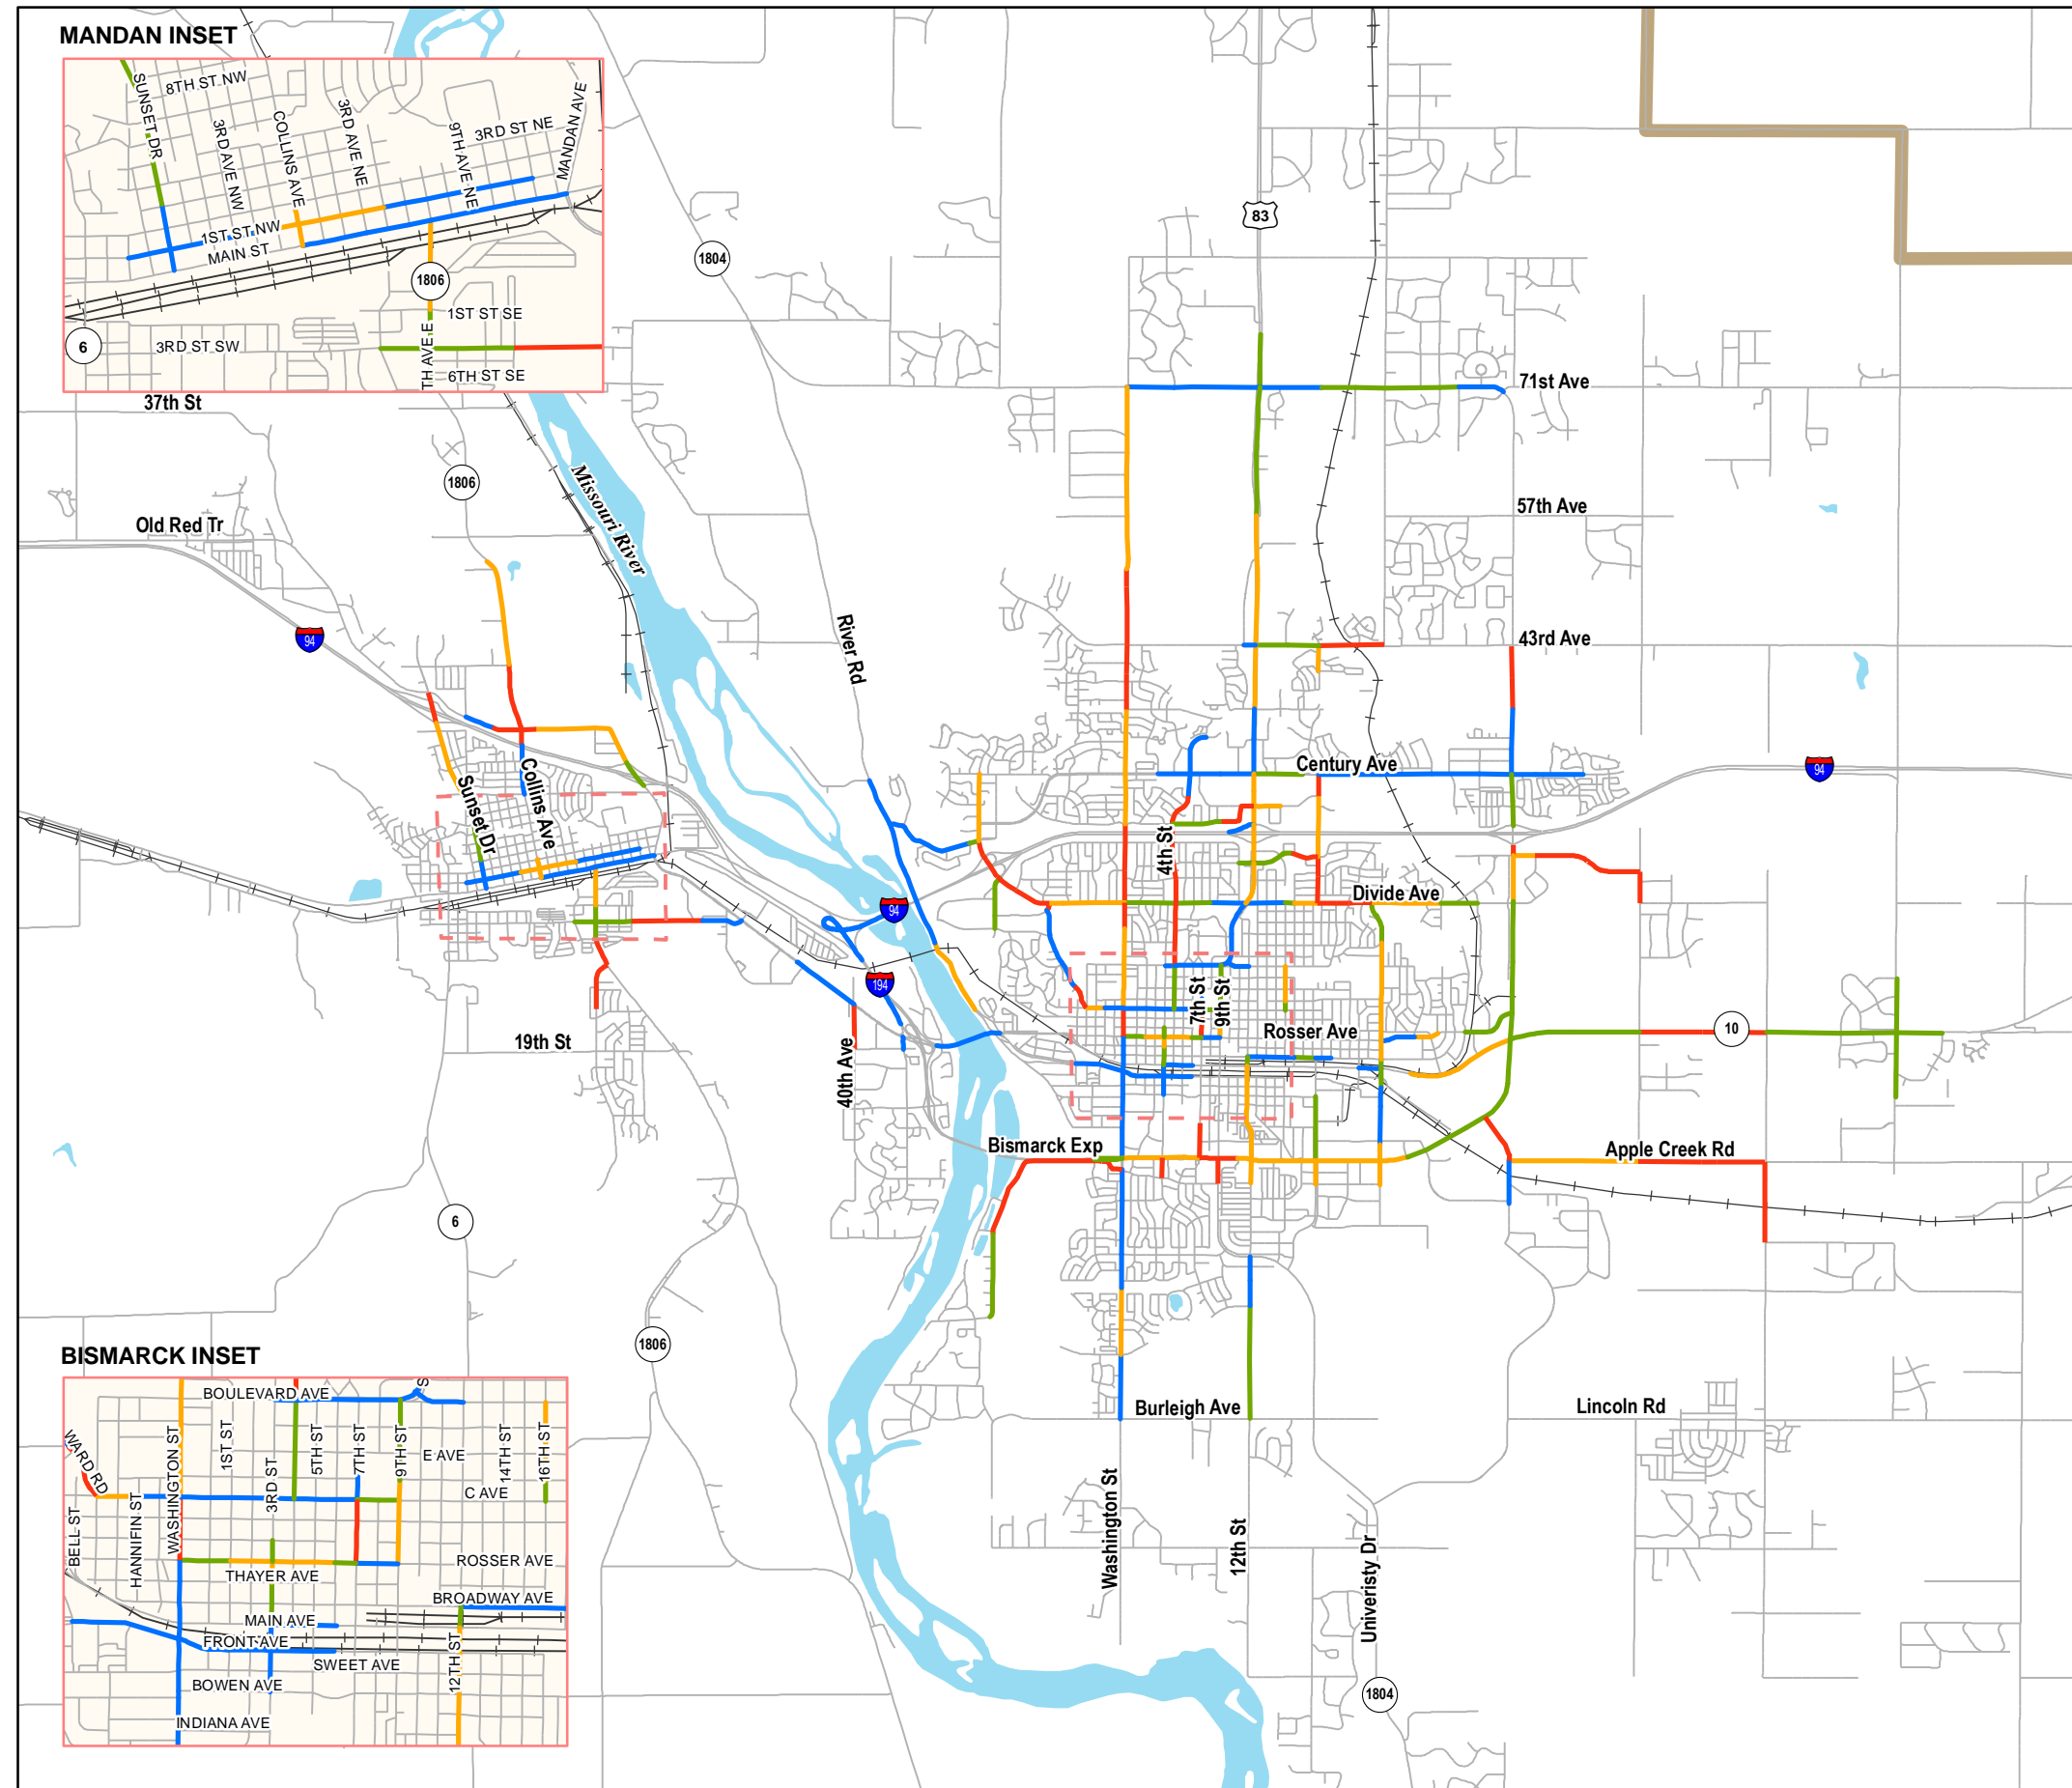 MANDAN INSET
8TH ST NW
SUNSET DR
3RD AVE NW
COLLINS AVE
3RD AVE NE
9TH AVE NE
3RD ST NE
MANDAN AVE
1ST ST NW
MAIN ST
1806
1ST ST SE
6
3RD ST SW
TH AVE E
6TH ST SE
83
1804
37th St
71st Ave
1806
Missouri River
57th Ave
Old Red Tr
94
River Rd
43rd Ave
Century Ave
94
Sunset Dr
Collins Ave
4th St
Divide Ave
94
194
7th St
9th St
Rosser Ave
10
19th St
40th Ave
Bismarck Exp
Apple Creek Rd
6
1806
Burleigh Ave
Lincoln Rd
Washington St
12th St
Univeristy Dr
1804
BISMARCK INSET
BOULEVARD AVE
S
WARD RD
WASHINGTON ST
1ST ST
3RD ST
5TH ST
7TH ST
9TH ST
E AVE
14TH ST
16TH ST
C AVE
BELL ST
HANNIFIN ST
ROSSER AVE
THAYER AVE
BROADWAY AVE
MAIN AVE
FRONT AVE
SWEET AVE
12TH ST
BOWEN AVE
INDIANA AVE